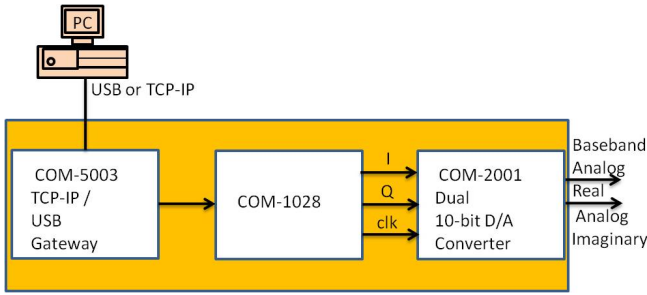 PC
USB or TCP-IP
COM-5003
TCP-IP /
USB
Gateway
COM-1028
I
Q
clk
COM-2001
Dual
10-bit D/A
Converter
Baseband
Analog
Real
Analog
Imaginary